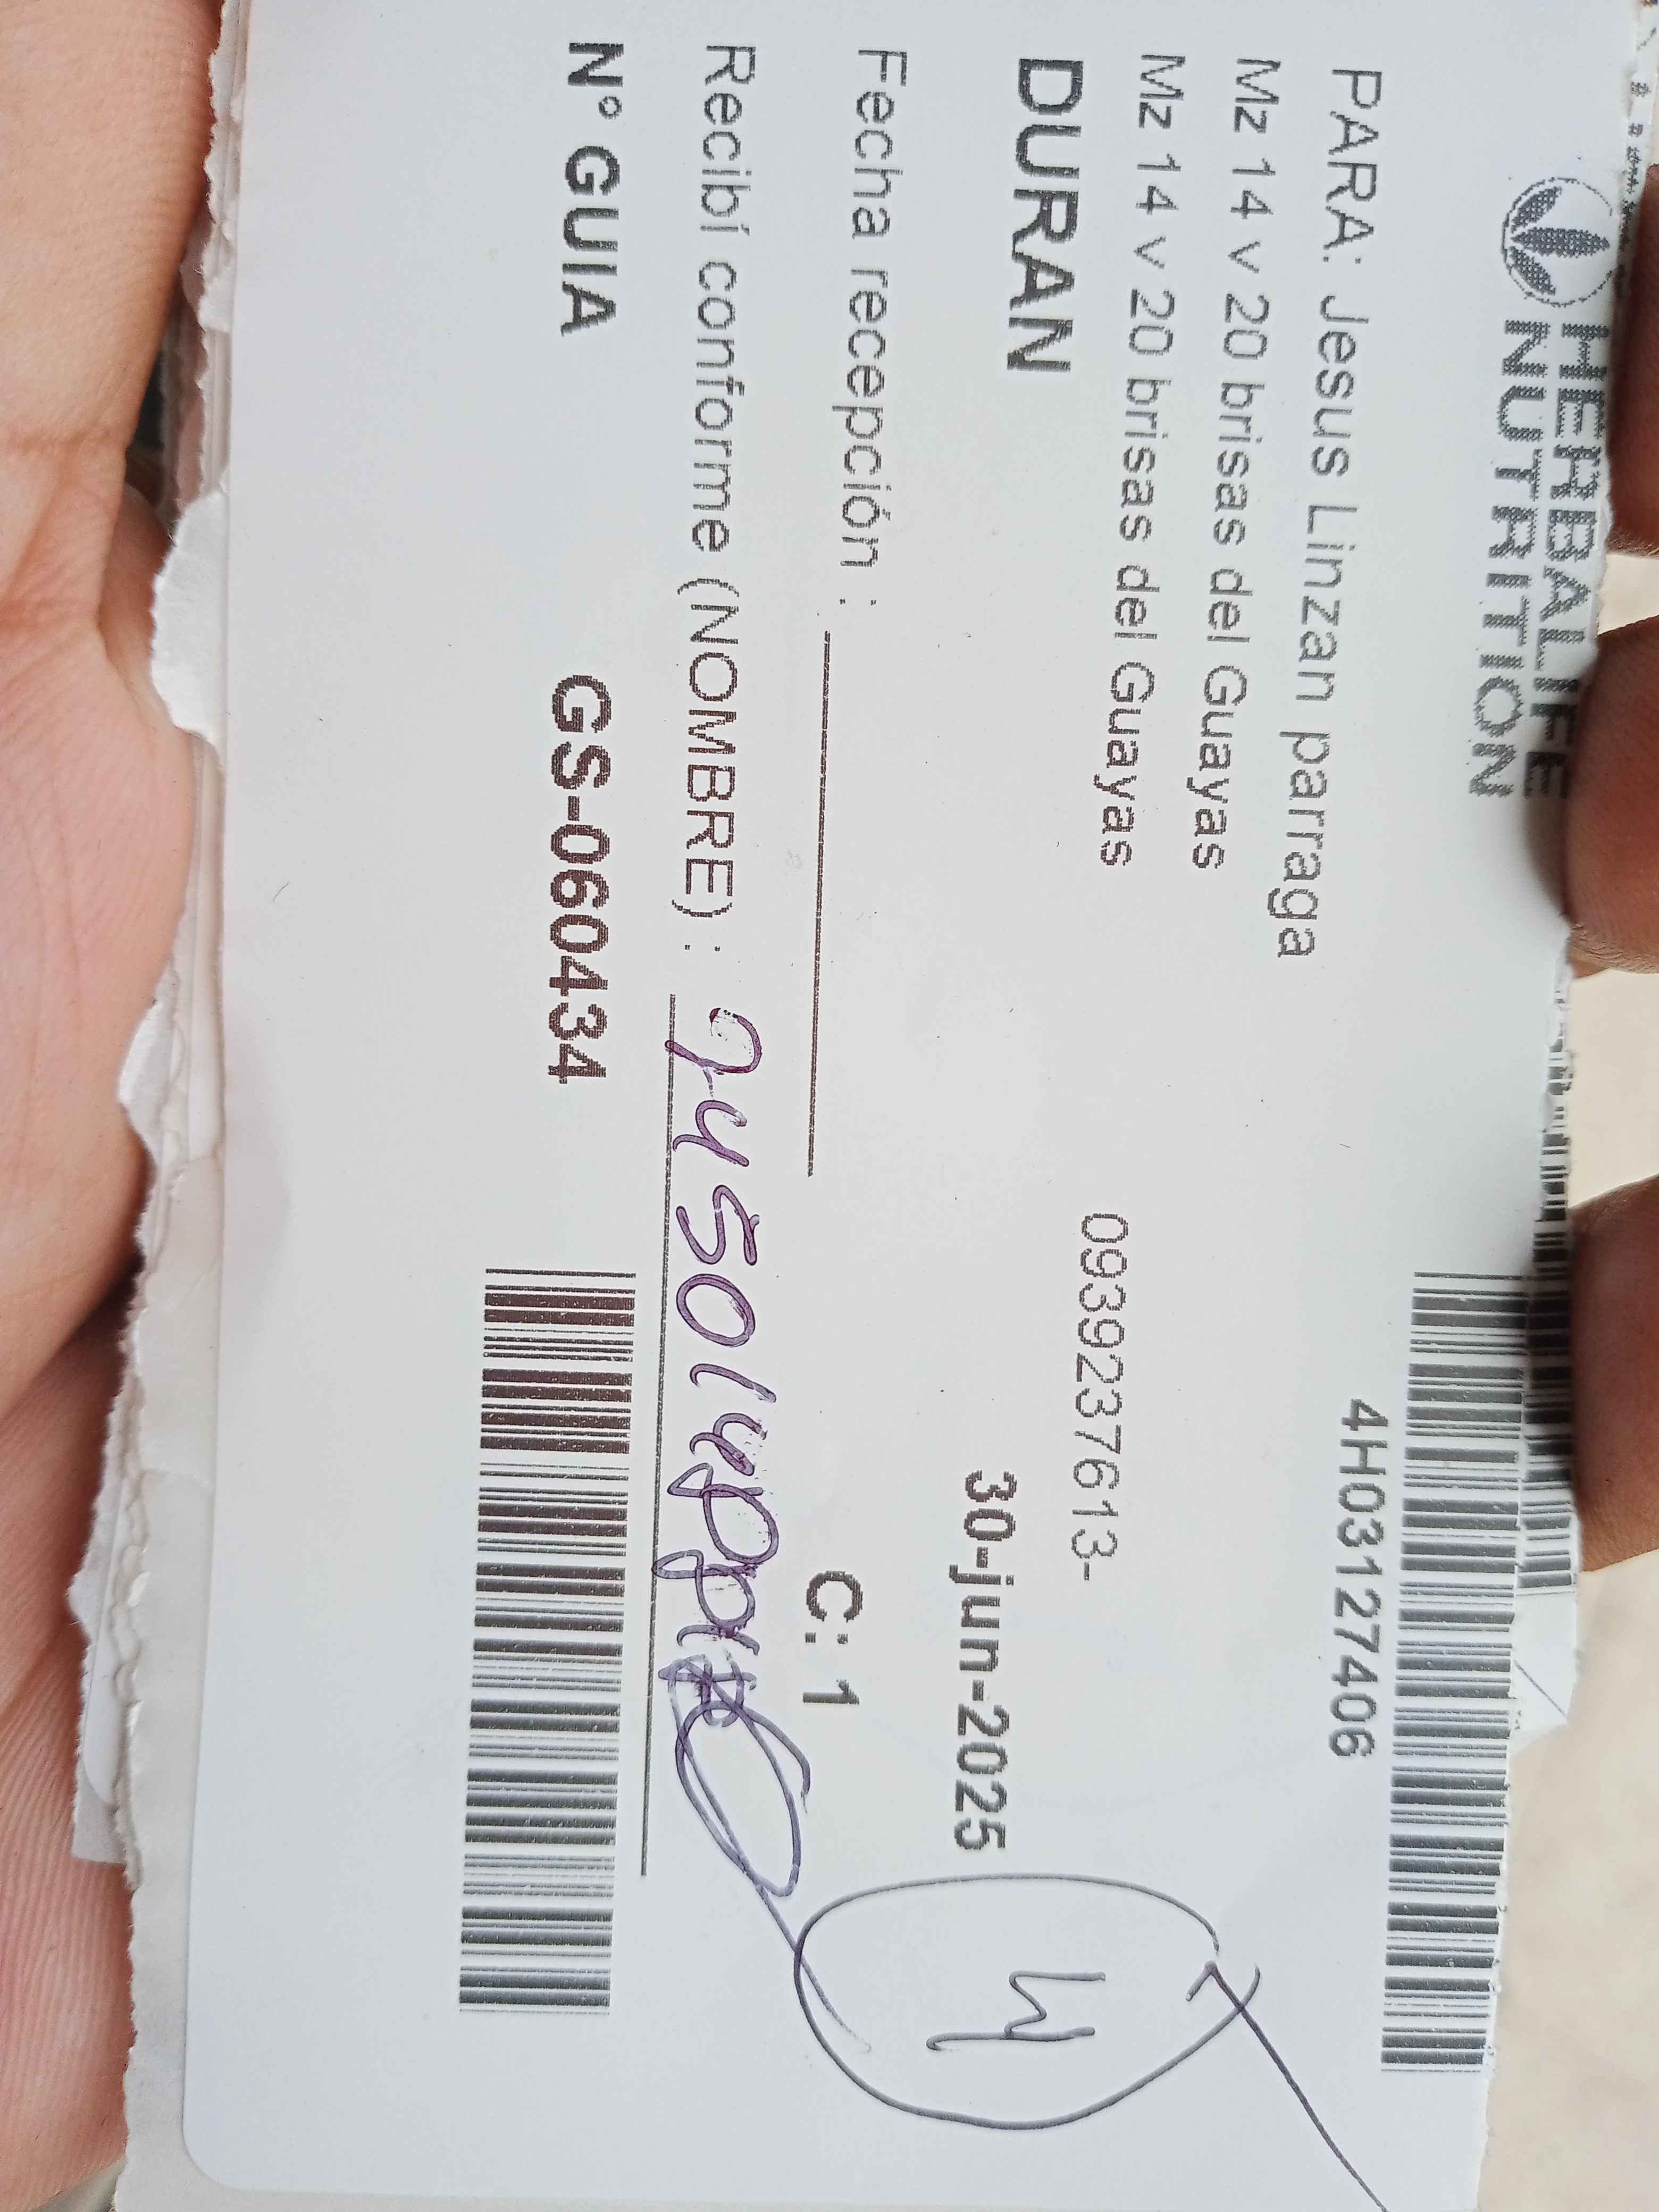 HERBALIFE
NUTRITION
4H03127406
PARA: Jesus Linzan parraga
Mz 14 v 20 brisas del Guayas
Mz 14 v 20 brisas del Guayas
0939237613-
DURAN
30-jun-2025
Fecha recepción :
C: 1
Recibí conforme (NOMBRE) :
N° GUIA
GS-060434